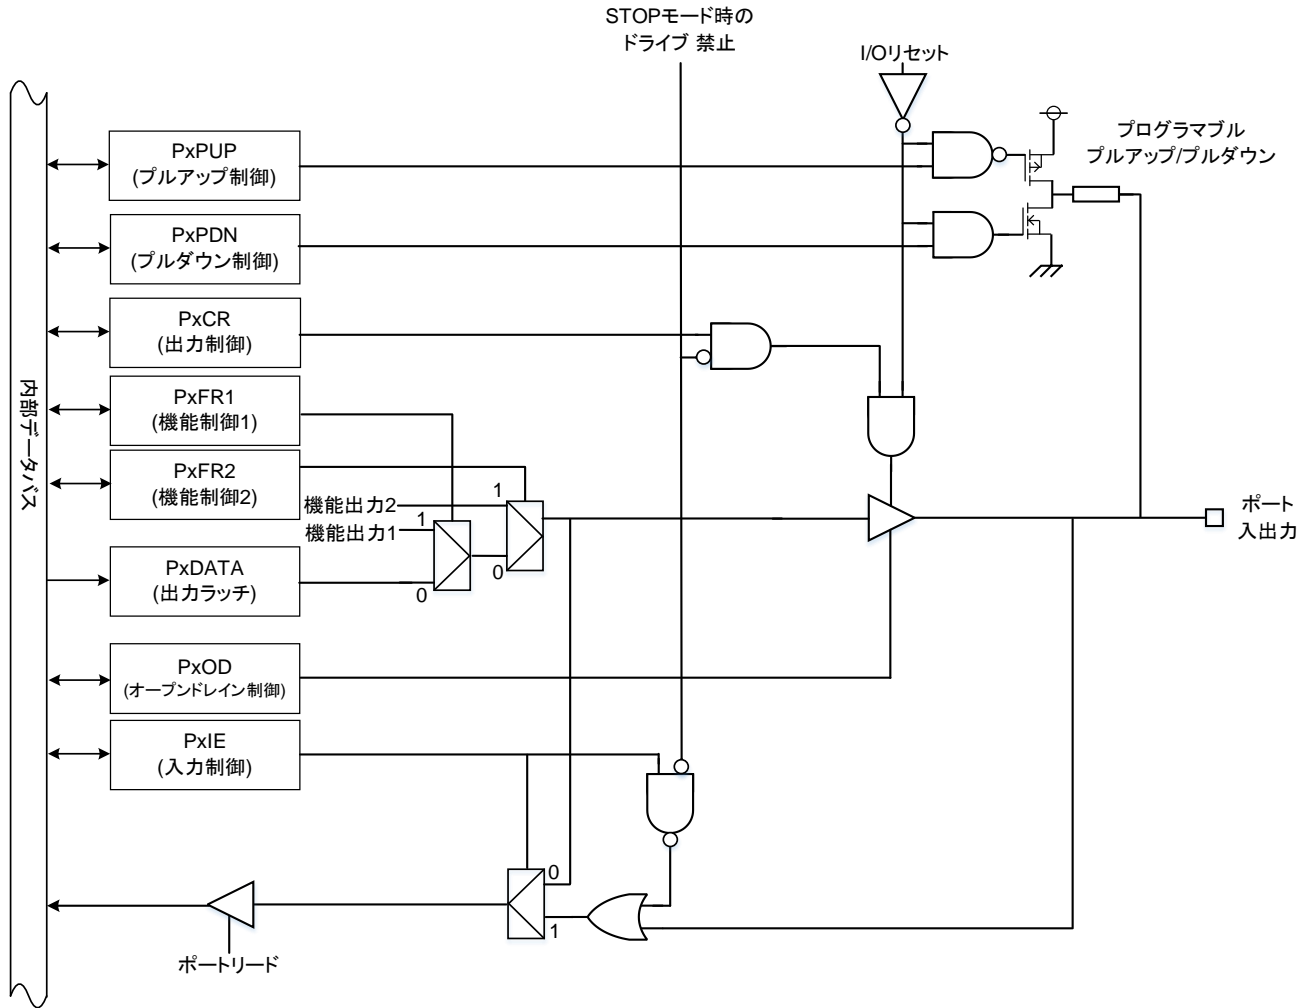 STOPモード時の
ドライブ 禁止
I/Oリセット
プログラマブル
プルアップ/プルダウン
PxPUP
(プルアップ制御)
PxPDN
(プルダウン制御)
PxCR
(出力制御)
PxFR1
(機能制御1)
PxFR2
(機能制御2)
PxDATA
(出力ラッチ)
PxOD
(オープンドレイン制御)
PxIE
(入力制御)
内部データバス
機能出力2
1
機能出力1
1
0
0
ポート
入出力
0
1
ポートリード